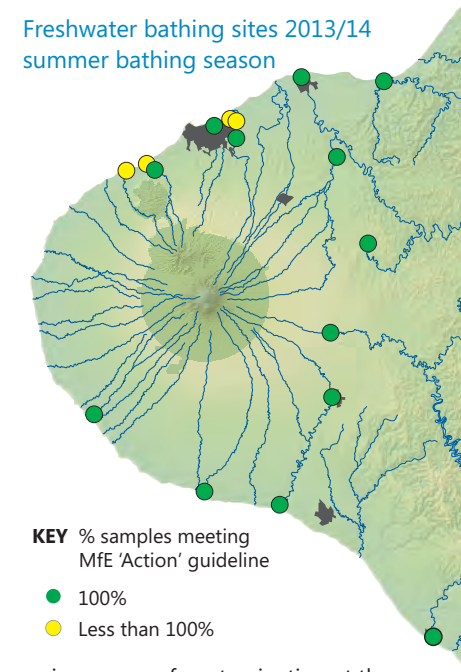 Freshwater bathing sites 2013/14
summer bathing season
KEY % samples meeting
MfE 'Action' guideline
100%
Less than 100%